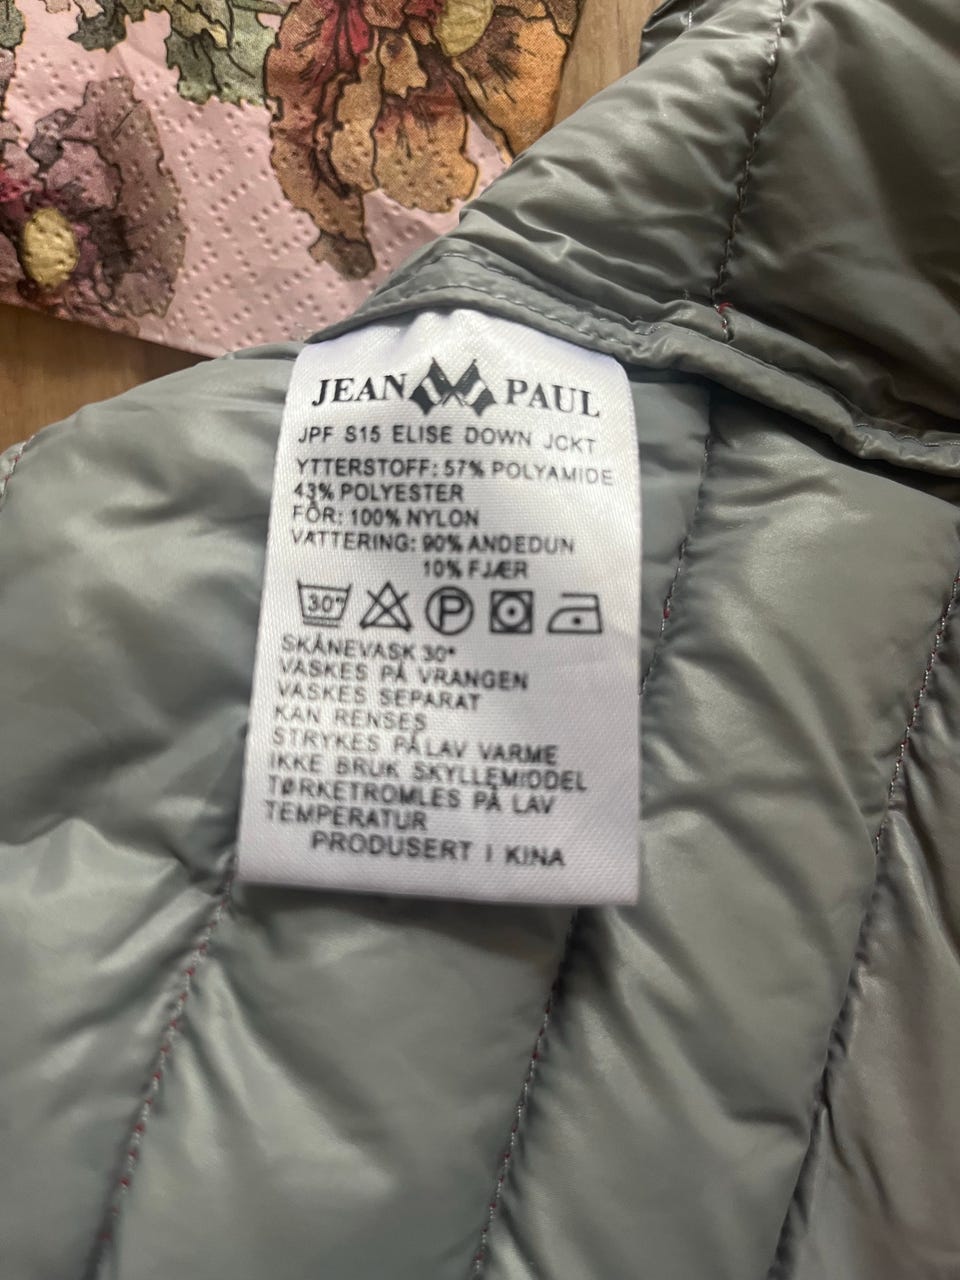 JEAN PAUL
JPF S15 ELISE DOWN JCKT
YTTERSTOFF: 57% POLYAMIDE
43% POLYESTER
FÔR: 100% NYLON
VATTERING: 90% ANDEDUN
10% FJÆR
30° P
SKÅNEVASK 30°
VASKES PÅ VRANGEN
VASKES SEPARAT
KAN RENSES
STRYKES PÅ LAV VARME
IKKE BRUK SKYLLEMIDDEL
TØRKETROMLES PÅ LAV
TEMPERATUR
PRODUSERT I KINA